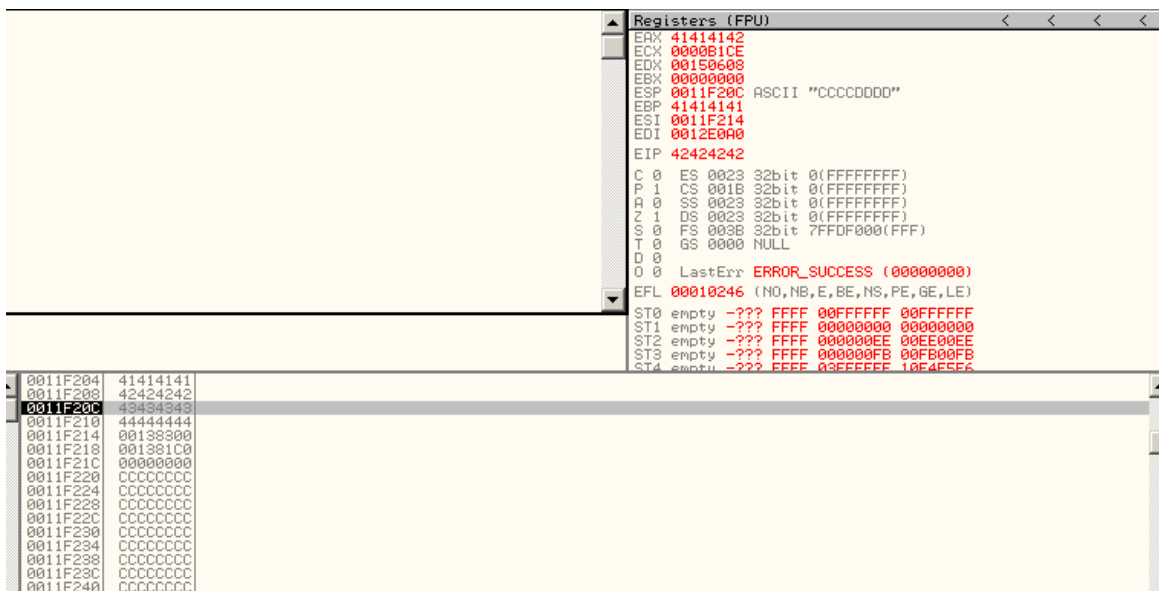 Registers (FPU) < < < <
EAX 41414142
ECX 0000B1CE
EDX 00150608
EBX 00000000
ESP 0011F20C ASCII "CCCCDDDD"
EBP 41414141
ESI 0011F214
EDI 0012E0A0
EIP 42424242
C 0 ES 0023 32bit 0(FFFFFFFF)
P 1 CS 001B 32bit 0(FFFFFFFF)
A 0 SS 0023 32bit 0(FFFFFFFF)
Z 1 DS 0023 32bit 0(FFFFFFFF)
S 0 FS 003B 32bit 7FFDF000(FFF)
T 0 GS 0000 NULL
D 0
O 0 LastErr ERROR_SUCCESS (00000000)
EFL 00010246 (NO,NB,E,BE,NS,PE,GE,LE)
ST0 empty -??? FFFF 00FFFFFF 00FFFFFF
ST1 empty -??? FFFF 00000000 00000000
ST2 empty -??? FFFF 000000EE 00EE00EE
ST3 empty -??? FFFF 000000FB 00FB00FB
ST4 empty -??? FFFF
0011F204 41414141
0011F208 42424242
0011F20C 43434343
0011F210 44444444
0011F214 00138300
0011F218 001381C0
0011F21C 00000000
0011F220 CCCCCCCC
0011F224 CCCCCCCC
0011F228 CCCCCCCC
0011F22C CCCCCCCC
0011F230 CCCCCCCC
0011F234 CCCCCCCC
0011F238 CCCCCCCC
0011F23C CCCCCCCC
0011F240 CCCCCCCC